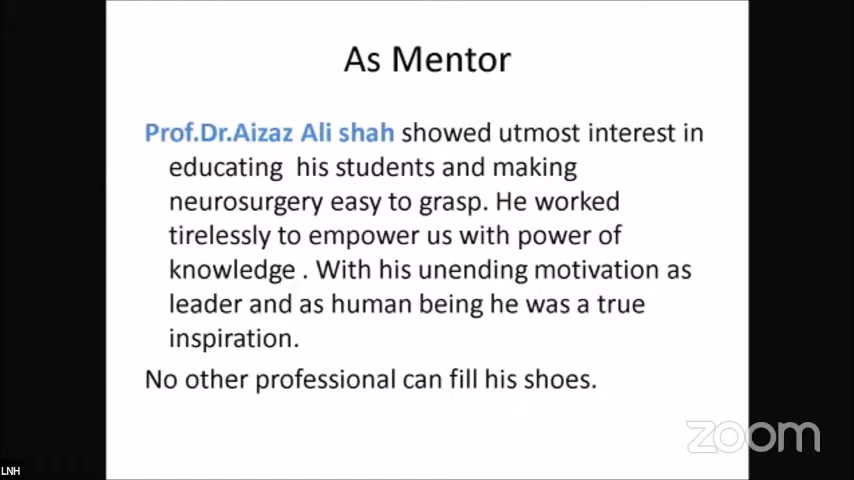 As Mentor
Prof.Dr.Aizaz Ali shah showed utmost interest in
educating his students and making
neurosurgery easy to grasp. He worked
tirelessly to empower us with power of
knowledge . With his unending motivation as
leader and as human being he was a true
inspiration.
No other professional can fill his shoes.
zoom
LNH